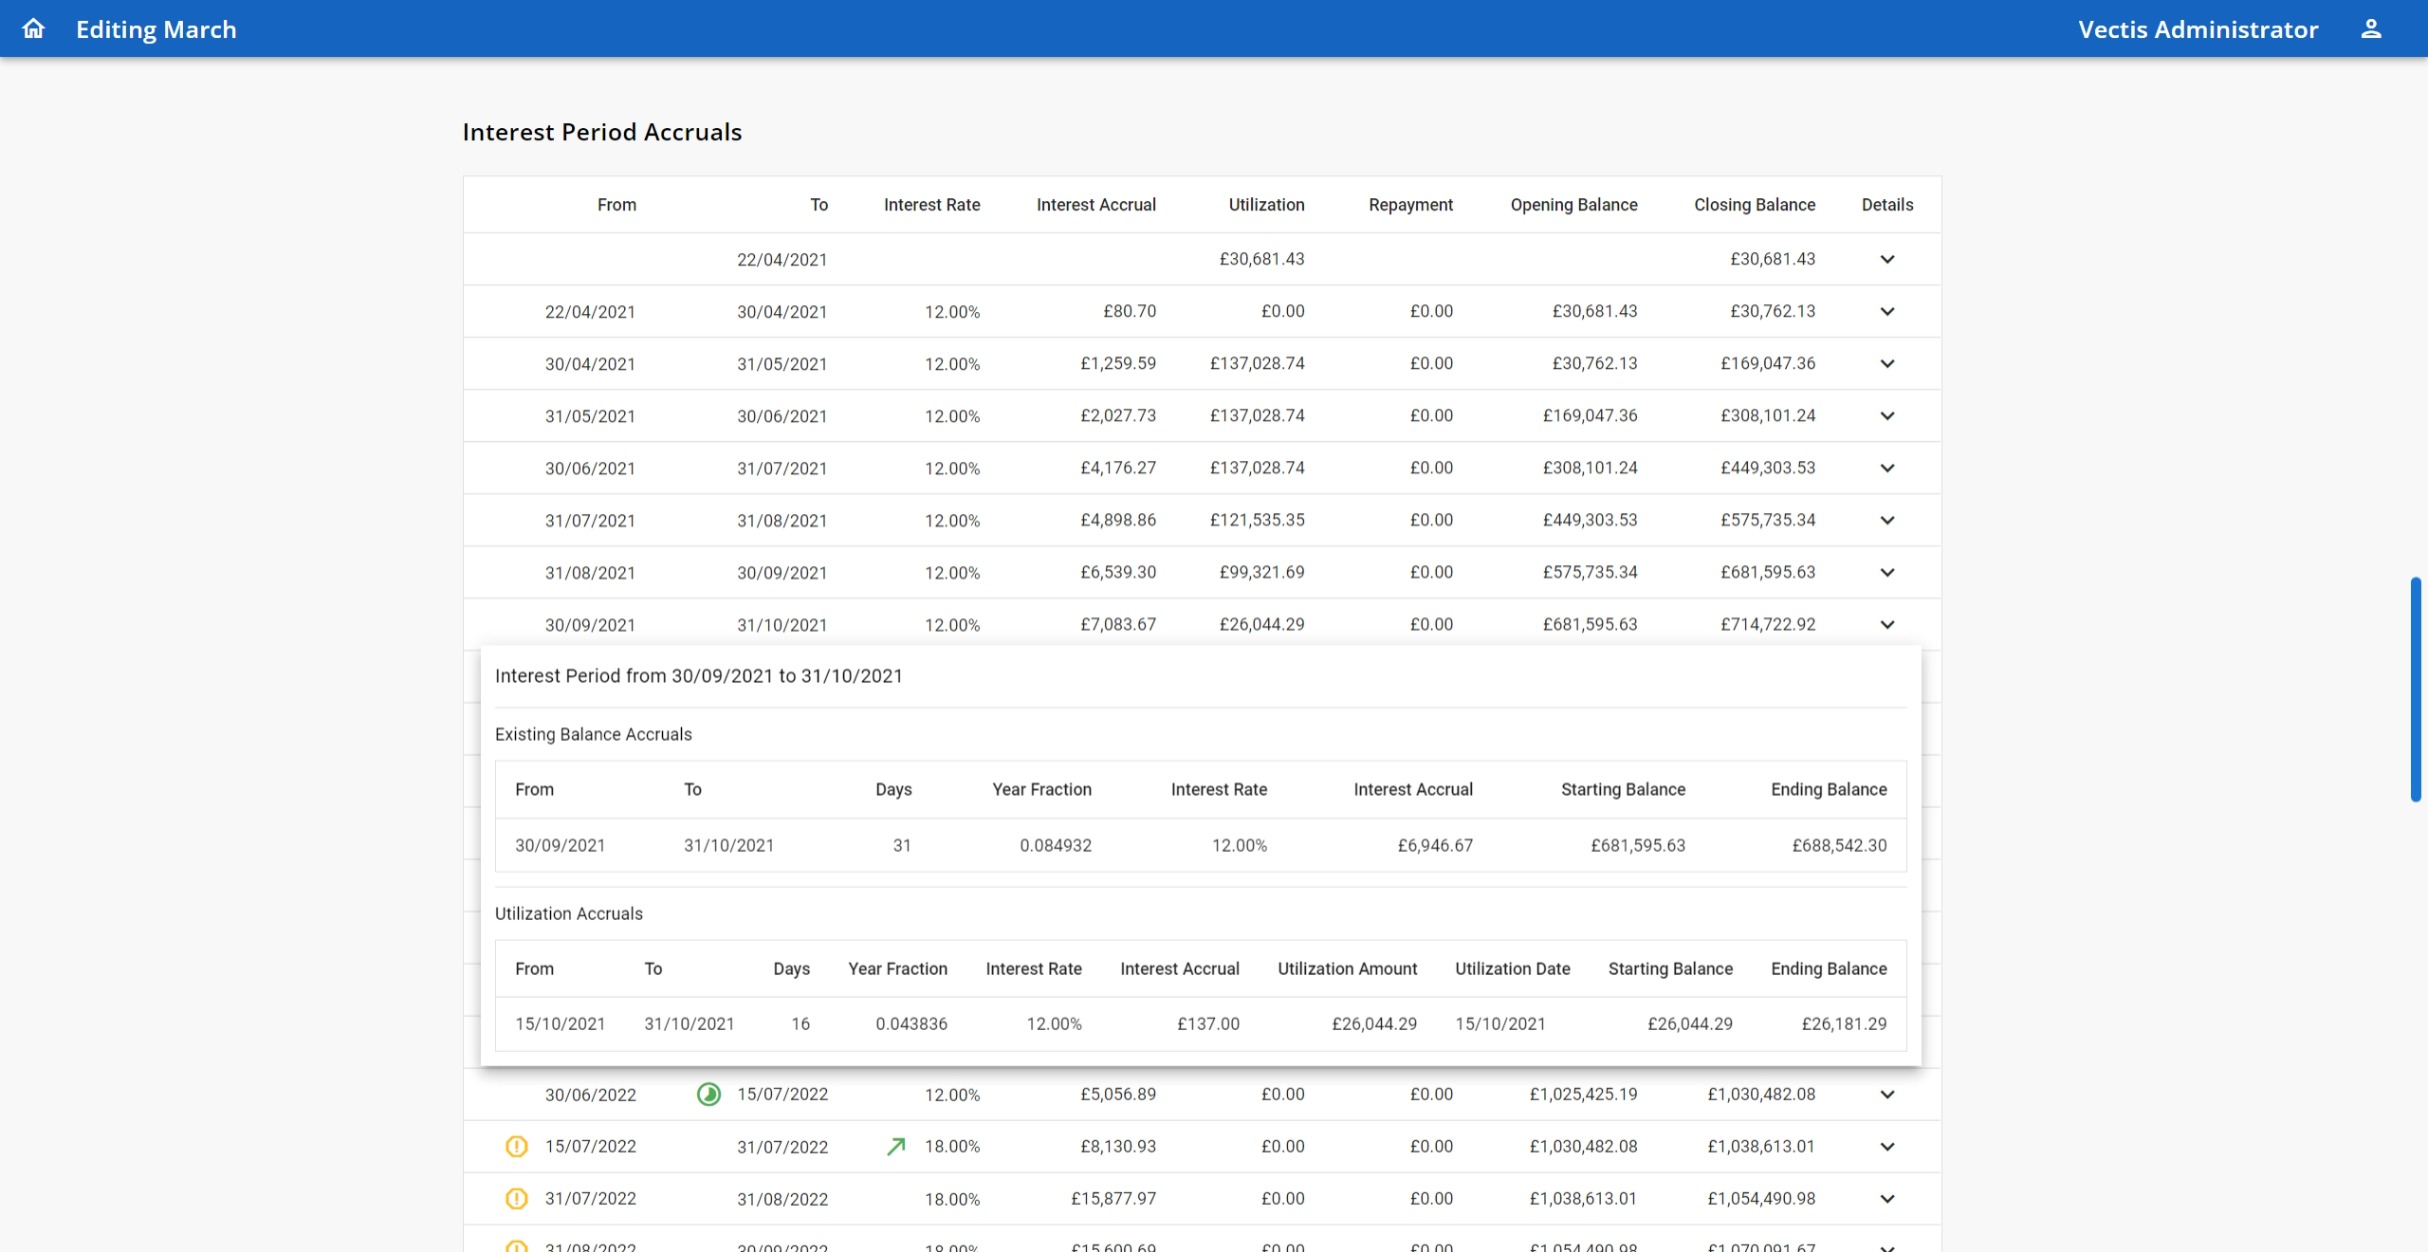 Editing March Vectis Administrator
Interest Period Accruals
From To Interest Rate Interest Accrual Utilization Repayment Opening Balance Closing Balance Details
22/04/2021 £30,681.43 £30,681.43
22/04/2021 30/04/2021 12.00% £80.70 £0.00 £0.00 £30,681.43 £30,762.13
30/04/2021 31/05/2021 12.00% £1,259.59 £137,028.74 £0.00 £30,762.13 £169,047.36
31/05/2021 30/06/2021 12.00% £2,027.73 £137,028.74 £0.00 £169,047.36 £308,101.24
30/06/2021 31/07/2021 12.00% £4,176.27 £137,028.74 £0.00 £308,101.24 £449,303.53
31/07/2021 31/08/2021 12.00% £4,898.86 £121,535.35 £0.00 £449,303.53 £575,735.34
31/08/2021 30/09/2021 12.00% £6,539.30 £99,321.69 £0.00 £575,735.34 £681,595.63
30/09/2021 31/10/2021 12.00% £7,083.67 £26,044.29 £0.00 £681,595.63 £714,722.92
Interest Period from 30/09/2021 to 31/10/2021
Existing Balance Accruals
From To Days Year Fraction Interest Rate Interest Accrual Starting Balance Ending Balance
30/09/2021 31/10/2021 31 0.084932 12.00% £6,946.67 £681,595.63 £688,542.30
Utilization Accruals
From To Days Year Fraction Interest Rate Interest Accrual Utilization Amount Utilization Date Starting Balance Ending Balance
15/10/2021 31/10/2021 16 0.043836 12.00% £137.00 £26,044.29 15/10/2021 £26,044.29 £26,181.29
30/06/2022 15/07/2022 12.00% £5,056.89 £0.00 £0.00 £1,025,425.19 £1,030,482.08
15/07/2022 31/07/2022 18.00% £8,130.93 £0.00 £0.00 £1,030,482.08 £1,038,613.01
31/07/2022 31/08/2022 18.00% £15,877.97 £0.00 £0.00 £1,038,613.01 £1,054,490.98
31/08/2022 30/09/2022 18.00% £15,600.69 £0.00 £0.00 £1,054,490.98 £1,070,091.67